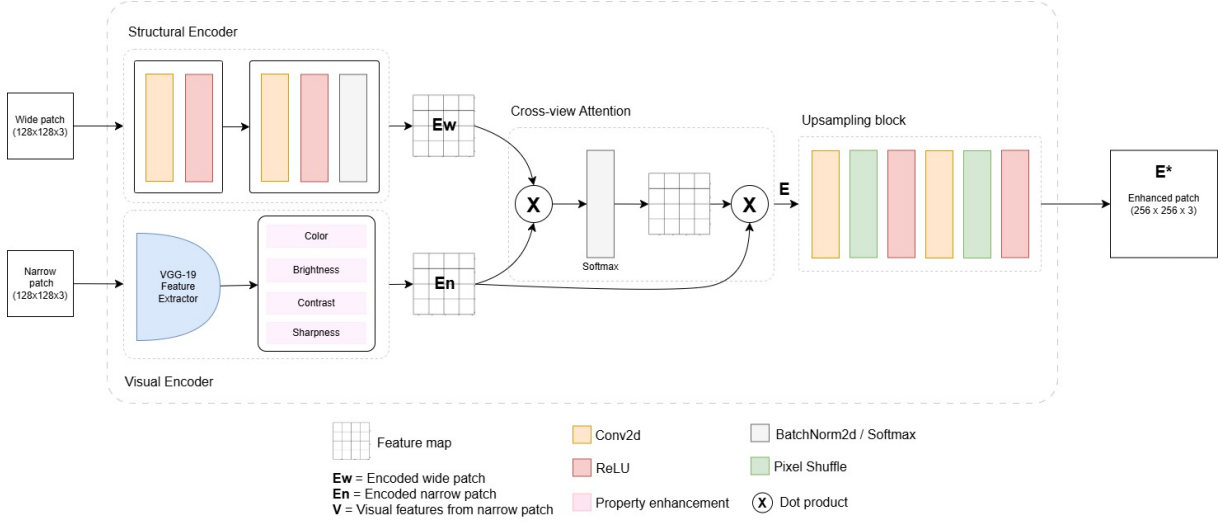 Structural Encoder
Wide patch
(128x128x3)
Ew
Cross-view Attention
X
Softmax
X
E
Upsampling block
E*
Enhanced patch
(256 x 256 x 3)
Narrow
patch
(128x128x3)
VGG-19
Feature
Extractor
Color
Brightness
Contrast
Sharpness
En
Visual Encoder
Feature map
Ew = Encoded wide patch
En = Encoded narrow patch
V = Visual features from narrow patch
Conv2d
ReLU
Property enhancement
BatchNorm2d / Softmax
Pixel Shuffle
X
Dot product